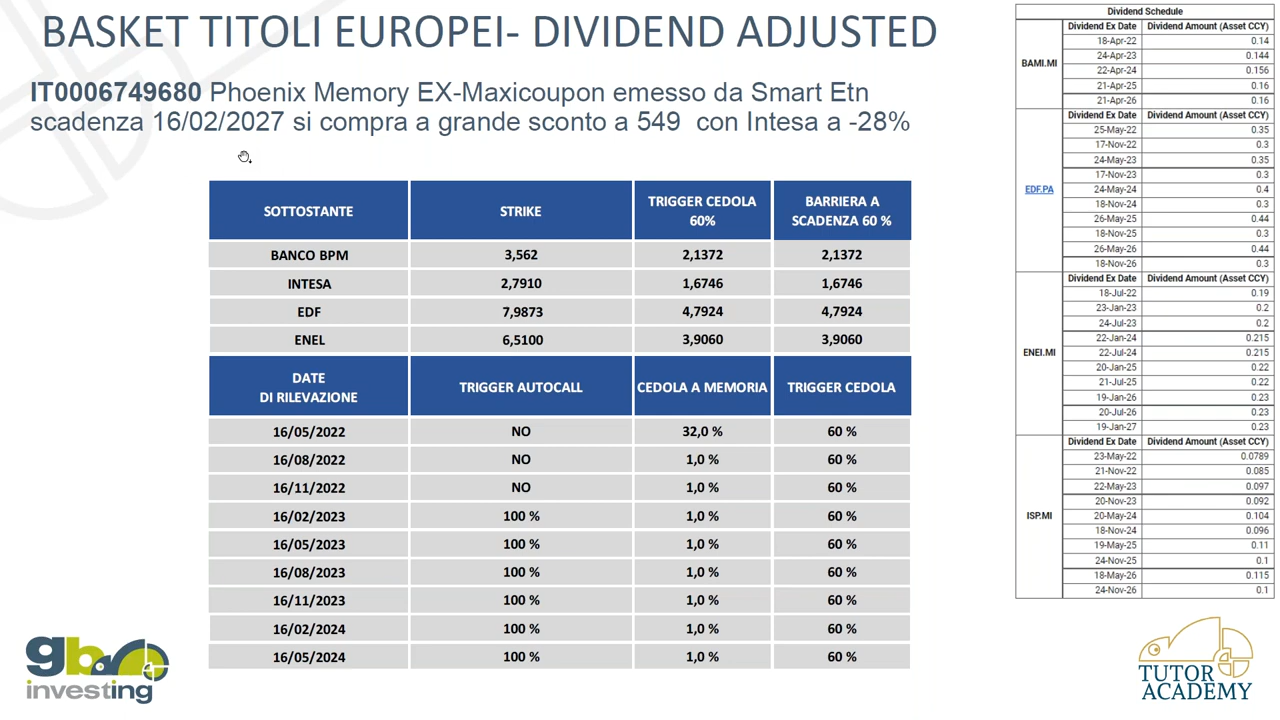 BASKET TITOLI EUROPEI- DIVIDEND ADJUSTED
IT0006749680 Phoenix Memory EX-Maxicoupon emesso da Smart Etn
scadenza 16/02/2027 si compra a grande sconto a 549 con Intesa a -28%
SOTTOSTANTE STRIKE TRIGGER CEDOLA 60% BARRIERA A SCADENZA 60 %
BANCO BPM 3,562 2,1372 2,1372
INTESA 2,7910 1,6746 1,6746
EDF 7,9873 4,7924 4,7924
ENEL 6,5100 3,9060 3,9060
DATE DI RILEVAZIONE TRIGGER AUTOCALL CEDOLA A MEMORIA TRIGGER CEDOLA
16/05/2022 NO 32,0 % 60 %
16/08/2022 NO 1,0 % 60 %
16/11/2022 NO 1,0 % 60 %
16/02/2023 100 % 1,0 % 60 %
16/05/2023 100 % 1,0 % 60 %
16/08/2023 100 % 1,0 % 60 %
16/11/2023 100 % 1,0 % 60 %
16/02/2024 100 % 1,0 % 60 %
16/05/2024 100 % 1,0 % 60 %
Dividend Schedule
BAMI.MI
Dividend Ex Date Dividend Amount (Asset CCY)
18-Apr-22 0.14
24-Apr-23 0.144
22-Apr-24 0.156
21-Apr-25 0.16
21-Apr-26 0.16
EDF.PA
Dividend Ex Date Dividend Amount (Asset CCY)
25-May-22 0.35
17-Nov-22 0.3
24-May-23 0.35
17-Nov-23 0.3
24-May-24 0.4
18-Nov-24 0.3
26-May-25 0.44
18-Nov-25 0.3
26-May-26 0.44
18-Nov-26 0.3
ENEI.MI
Dividend Ex Date Dividend Amount (Asset CCY)
18-Jul-22 0.19
23-Jan-23 0.2
24-Jul-23 0.2
22-Jan-24 0.215
22-Jul-24 0.215
20-Jan-25 0.22
21-Jul-25 0.22
19-Jan-26 0.23
20-Jul-26 0.23
19-Jan-27 0.23
ISP.MI
Dividend Ex Date Dividend Amount (Asset CCY)
23-May-22 0.0789
21-Nov-22 0.085
22-May-23 0.097
20-Nov-23 0.092
20-May-24 0.104
18-Nov-24 0.096
19-May-25 0.11
24-Nov-25 0.1
18-May-26 0.115
24-Nov-26 0.1
gb
investing
TUTOR
ACADEMY